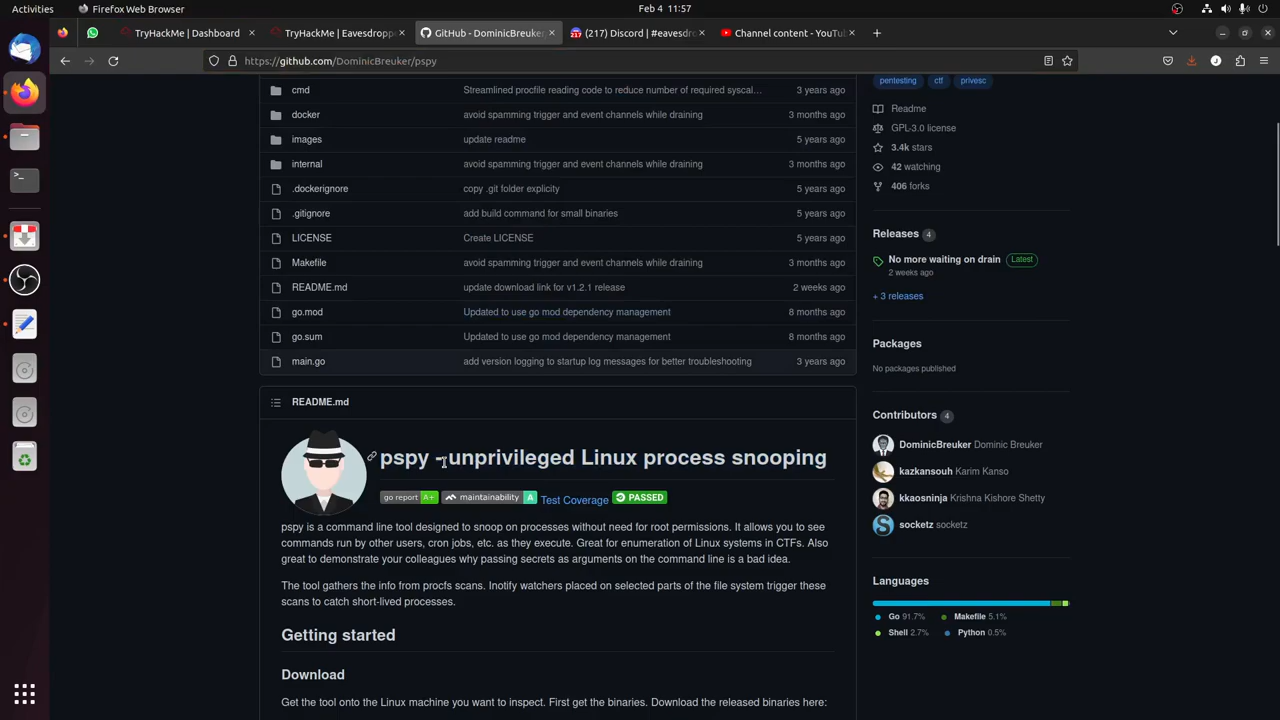 Activities
Firefox Web Browser
Feb 4 11:57
TryHackMe | Dashboard
TryHackMe | Eavesdroppe
GitHub - DominicBreuker
(217) Discord | #eavesdro
Channel content - YouTu
https://github.com/DominicBreuker/pspy
cmd Streamlined procfile reading code to reduce number of required syscal… 3 years ago
docker avoid spamming trigger and event channels while draining 3 months ago
images update readme 5 years ago
internal avoid spamming trigger and event channels while draining 3 months ago
.dockerignore copy .git folder explicity 5 years ago
.gitignore add build command for small binaries 5 years ago
LICENSE Create LICENSE 5 years ago
Makefile avoid spamming trigger and event channels while draining 3 months ago
README.md update download link for v1.2.1 release 2 weeks ago
go.mod Updated to use go mod dependency management 8 months ago
go.sum Updated to use go mod dependency management 8 months ago
main.go add version logging to startup log messages for better troubleshooting 3 years ago
README.md
pspy - unprivileged Linux process snooping
go report A+ maintainability A Test Coverage PASSED
pspy is a command line tool designed to snoop on processes without need for root permissions. It allows you to see
commands run by other users, cron jobs, etc. as they execute. Great for enumeration of Linux systems in CTFs. Also
great to demonstrate your colleagues why passing secrets as arguments on the command line is a bad idea.
The tool gathers the info from procfs scans. Inotify watchers placed on selected parts of the file system trigger these
scans to catch short-lived processes.
Getting started
Download
Get the tool onto the Linux machine you want to inspect. First get the binaries. Download the released binaries here:
pentesting ctf privesc
Readme
GPL-3.0 license
3.4k stars
42 watching
406 forks
Releases 4
No more waiting on drain Latest
2 weeks ago
+ 3 releases
Packages
No packages published
Contributors 4
DominicBreuker Dominic Breuker
kazkansouh Karim Kanso
kkaosninja Krishna Kishore Shetty
socketz socketz
Languages
Go 91.7% Makefile 5.1%
Shell 2.7% Python 0.5%